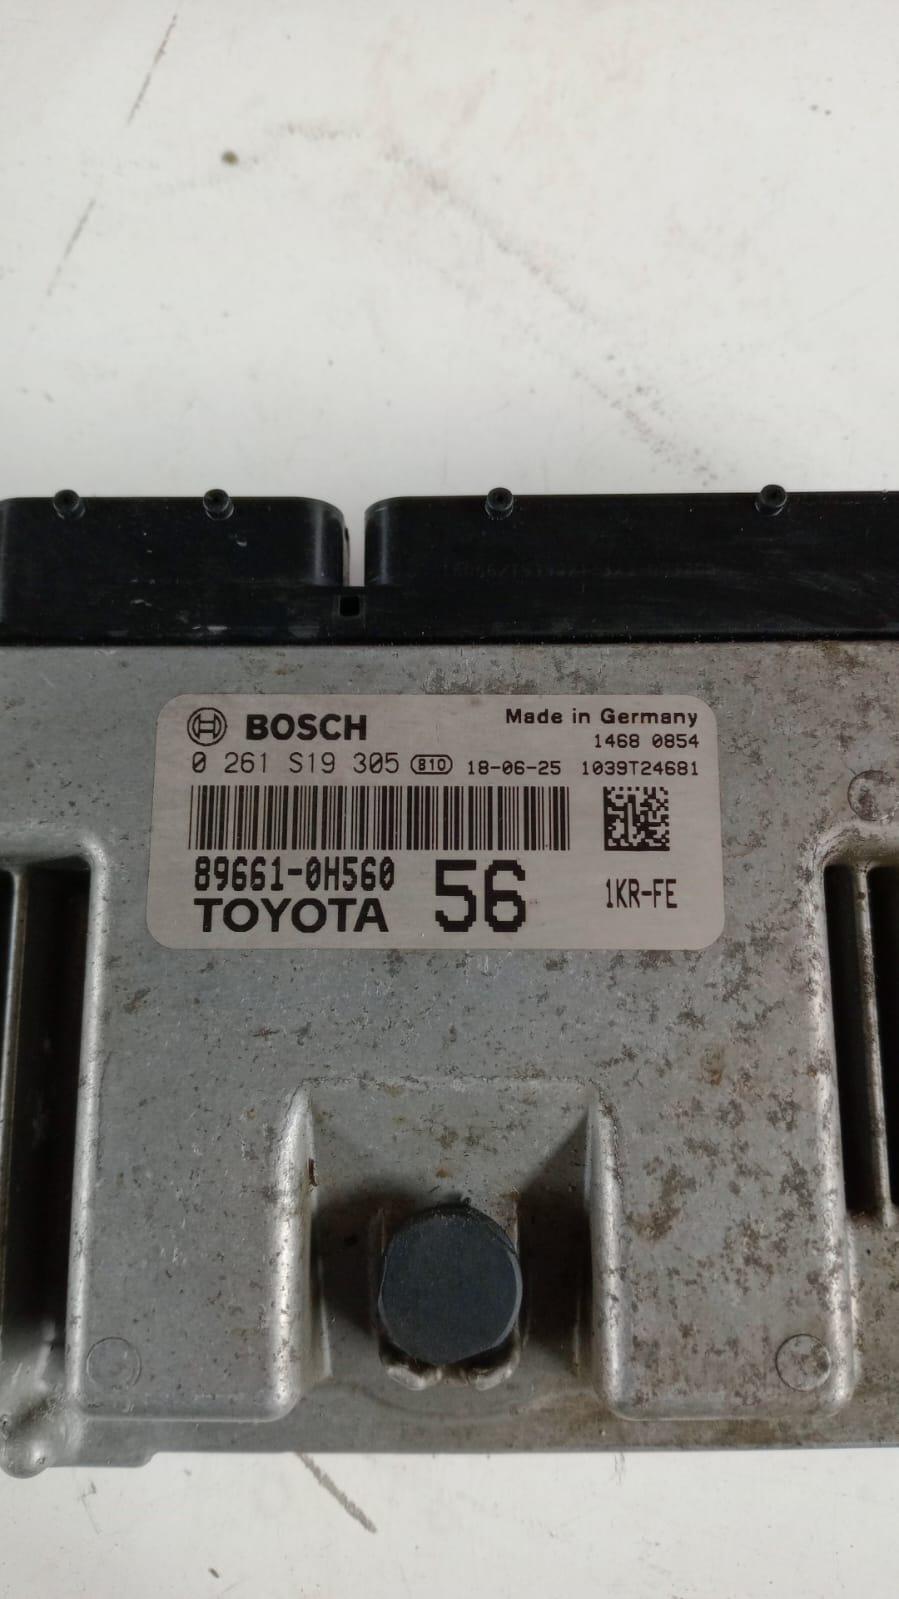 BOSCH
Made in Germany
1468 0854
0 261 S19 305 810 18-06-25 1039T24681
89661-0H560
56
1KR-FE
TOYOTA